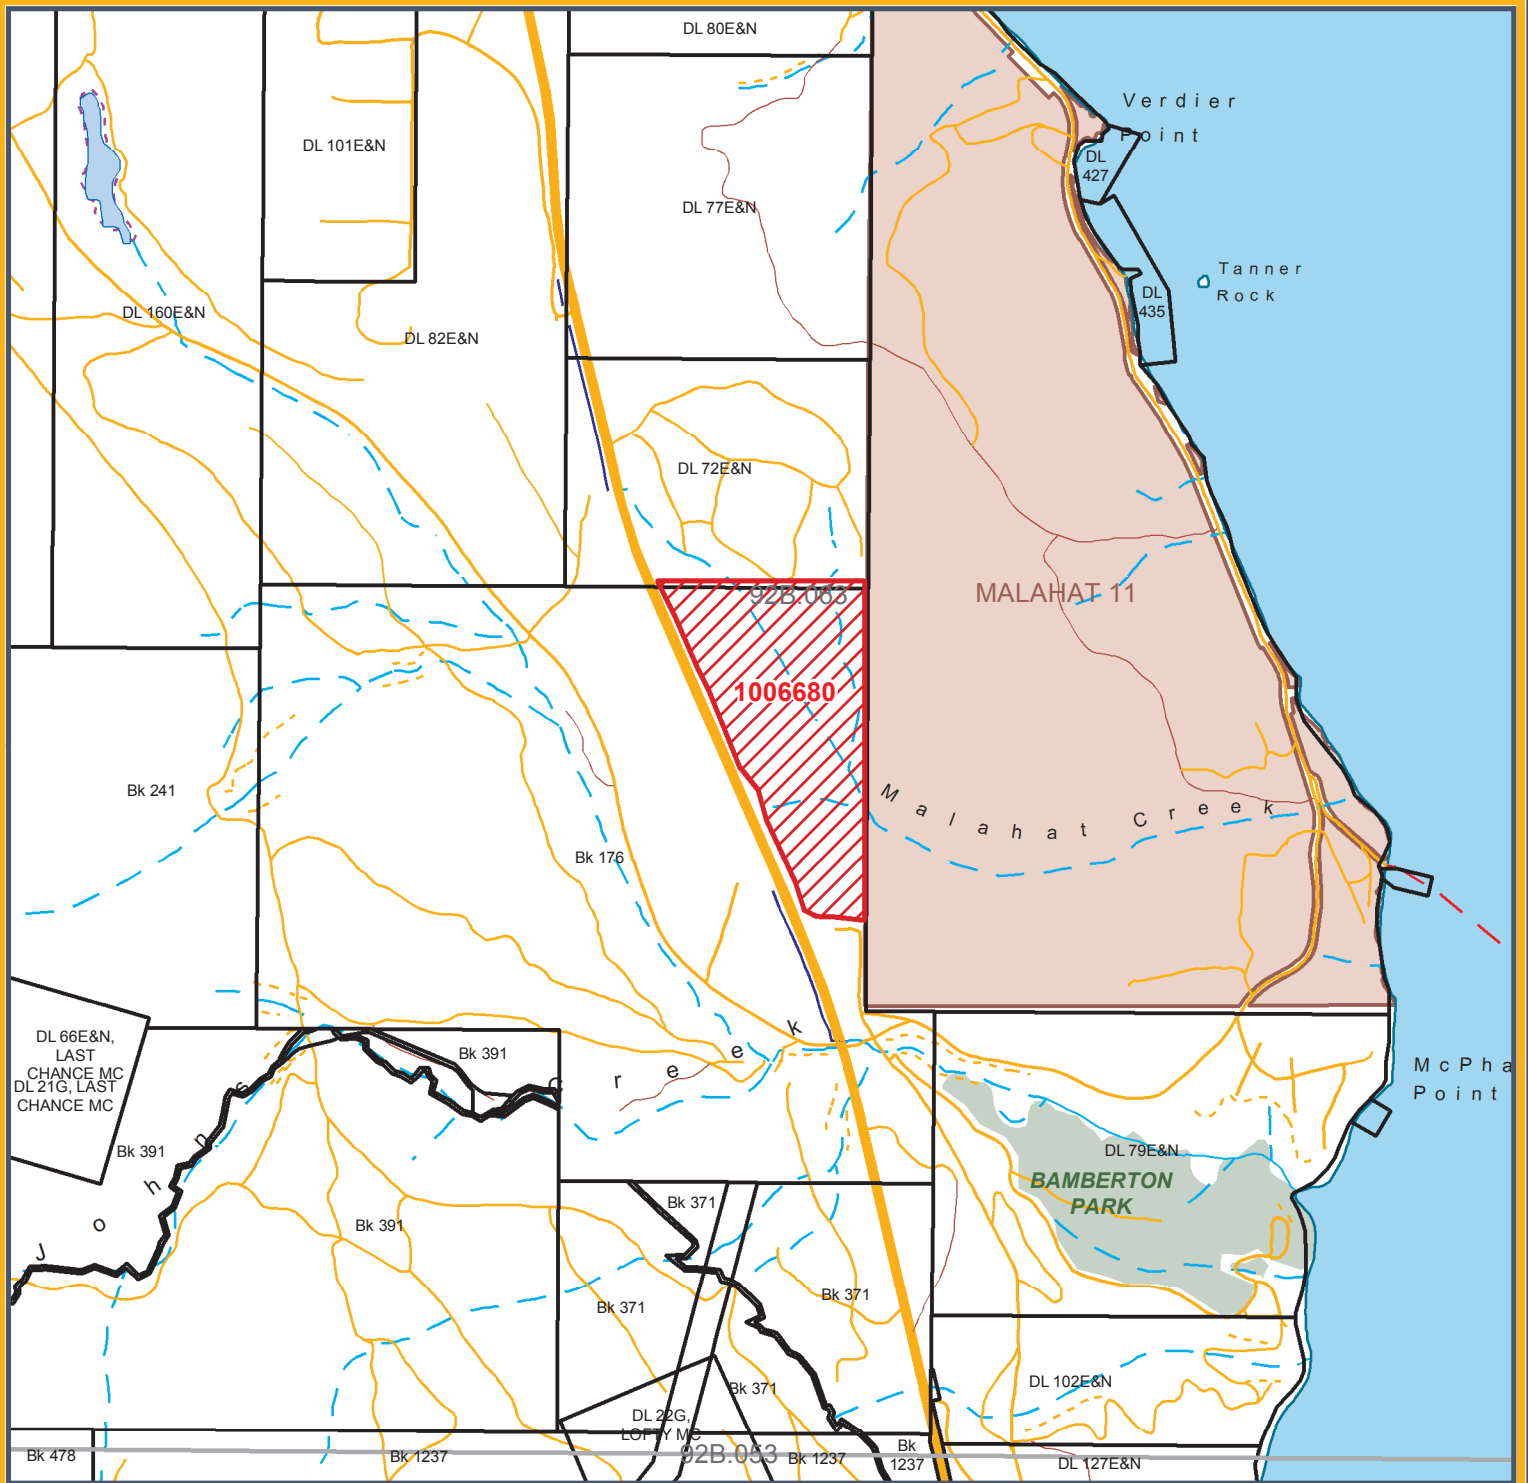 DL 80E&N
Verdier
Point
DL 101E&N
DL
427
DL 77E&N
Tanner
Rock
DL
435
DL 160E&N
DL 82E&N
DL 72E&N
92B.063
MALAHAT 11
1006680
Bk 241
Malahat Creek
Bk 176
DL 66E&N,
LAST
CHANCE MC
DL 21G, LAST
CHANCE MC
Bk 391
Johns Creek
McPha
Point
Bk 391
DL 79E&N
BAMBERTON
PARK
Bk 371
Bk 391
Bk 371
Bk 371
DL 102E&N
Bk 371
DL 22G,
LOFTY MC
Bk 478
Bk 1237
92B.053
Bk 1237
Bk
1237
DL 127E&N